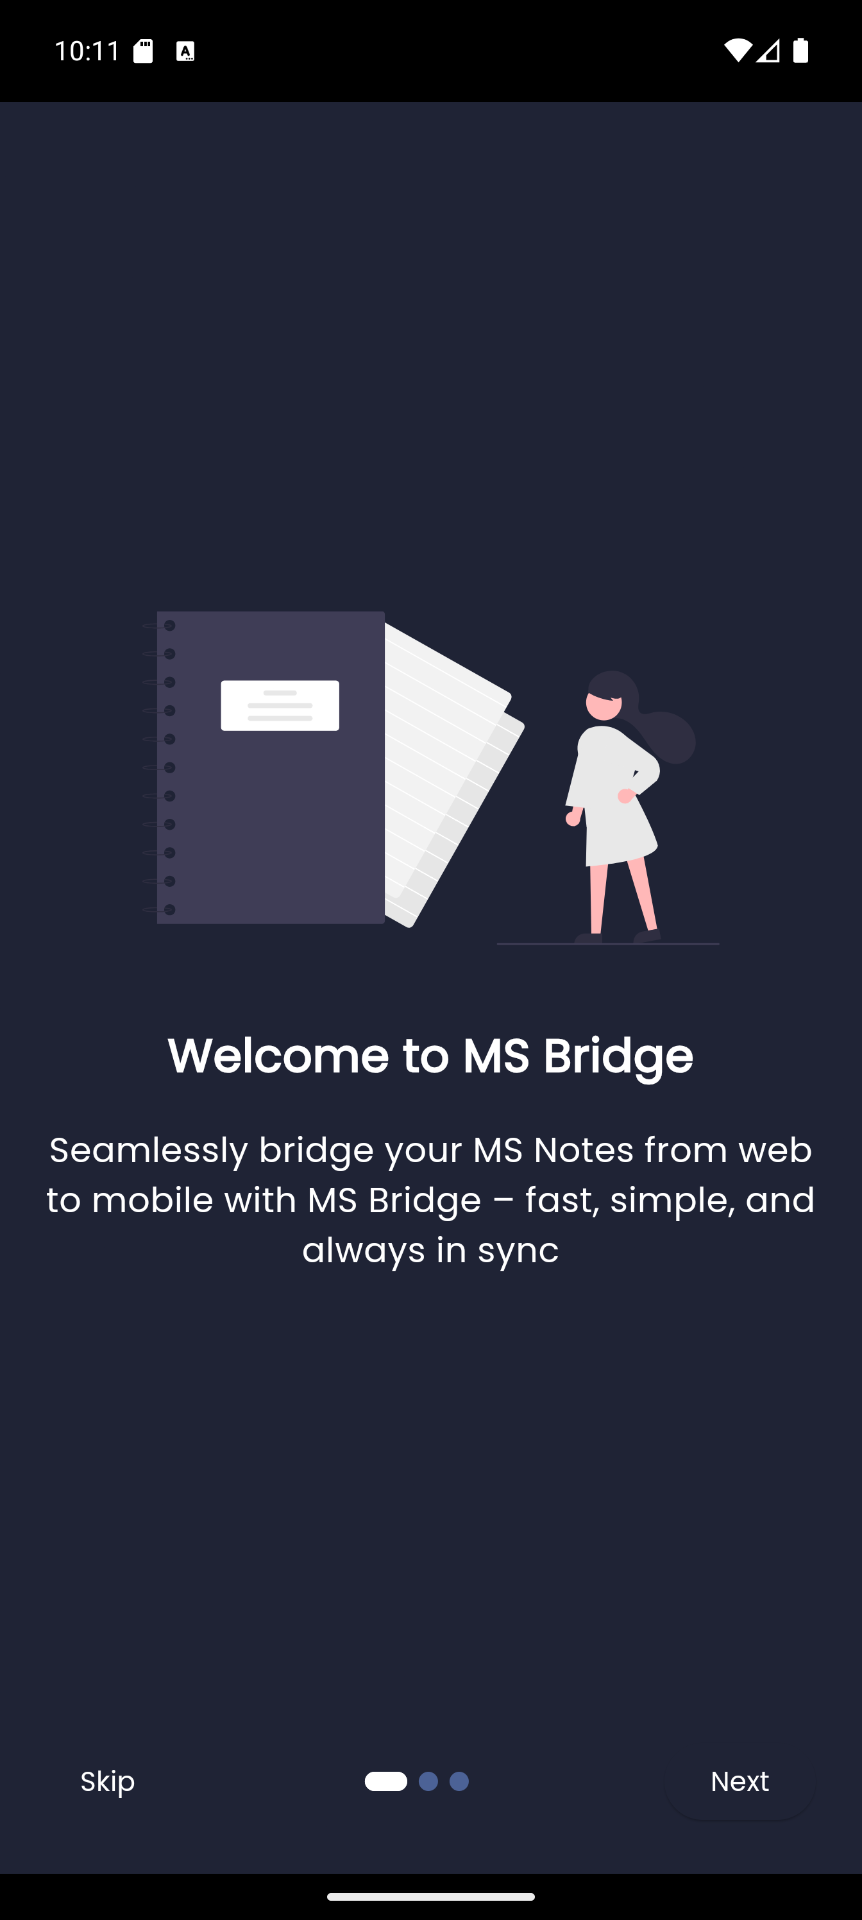 10:11
Welcome to MS Bridge
Seamlessly bridge your MS Notes from web
to mobile with MS Bridge – fast, simple, and
always in sync
Skip
Next